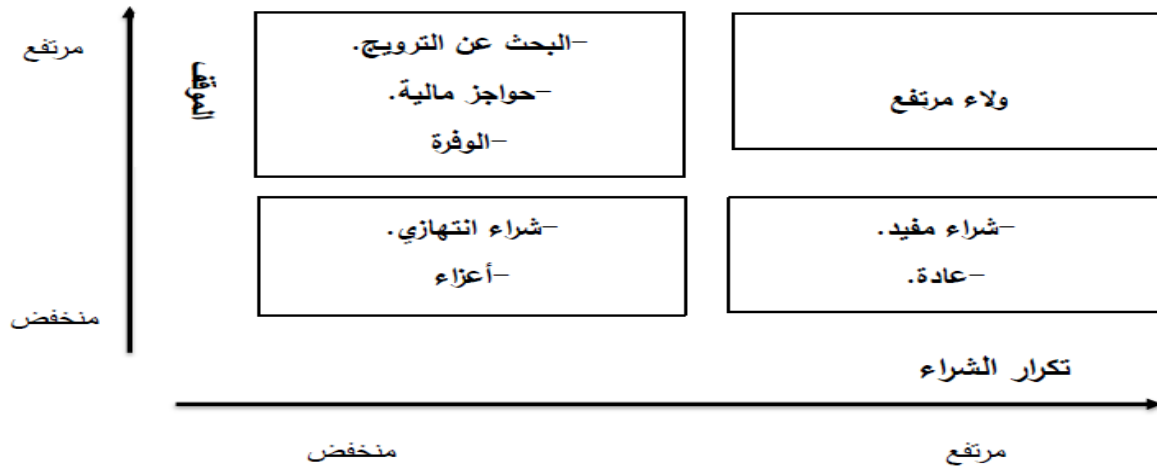 مرتفع
الموقف
–البحث عن الترويج.
–حواجز مالية.
–الوفرة
ولاء مرتفع
–شراء انتهازي.
–أعزاء
–شراء مفيد.
–عادة.
منخفض
تكرار الشراء
منخفض
مرتفع